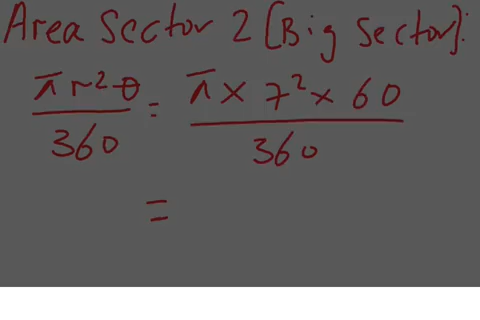 Area Sector 2 [Big Sector]:
πr²θ/360 = π × 7² × 60/360
=